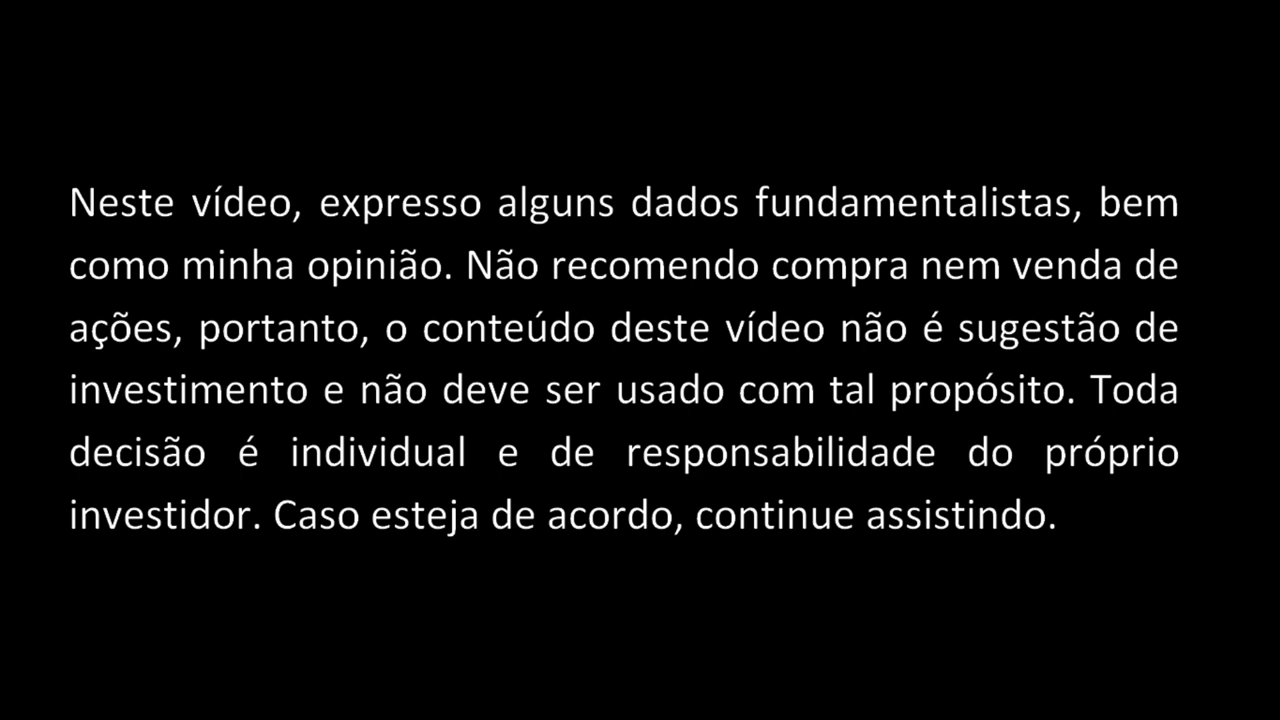 Neste vídeo, expresso alguns dados fundamentalistas, bem
como minha opinião. Não recomendo compra nem venda de
ações, portanto, o conteúdo deste vídeo não é sugestão de
investimento e não deve ser usado com tal propósito. Toda
decisão é individual e de responsabilidade do próprio
investidor. Caso esteja de acordo, continue assistindo.